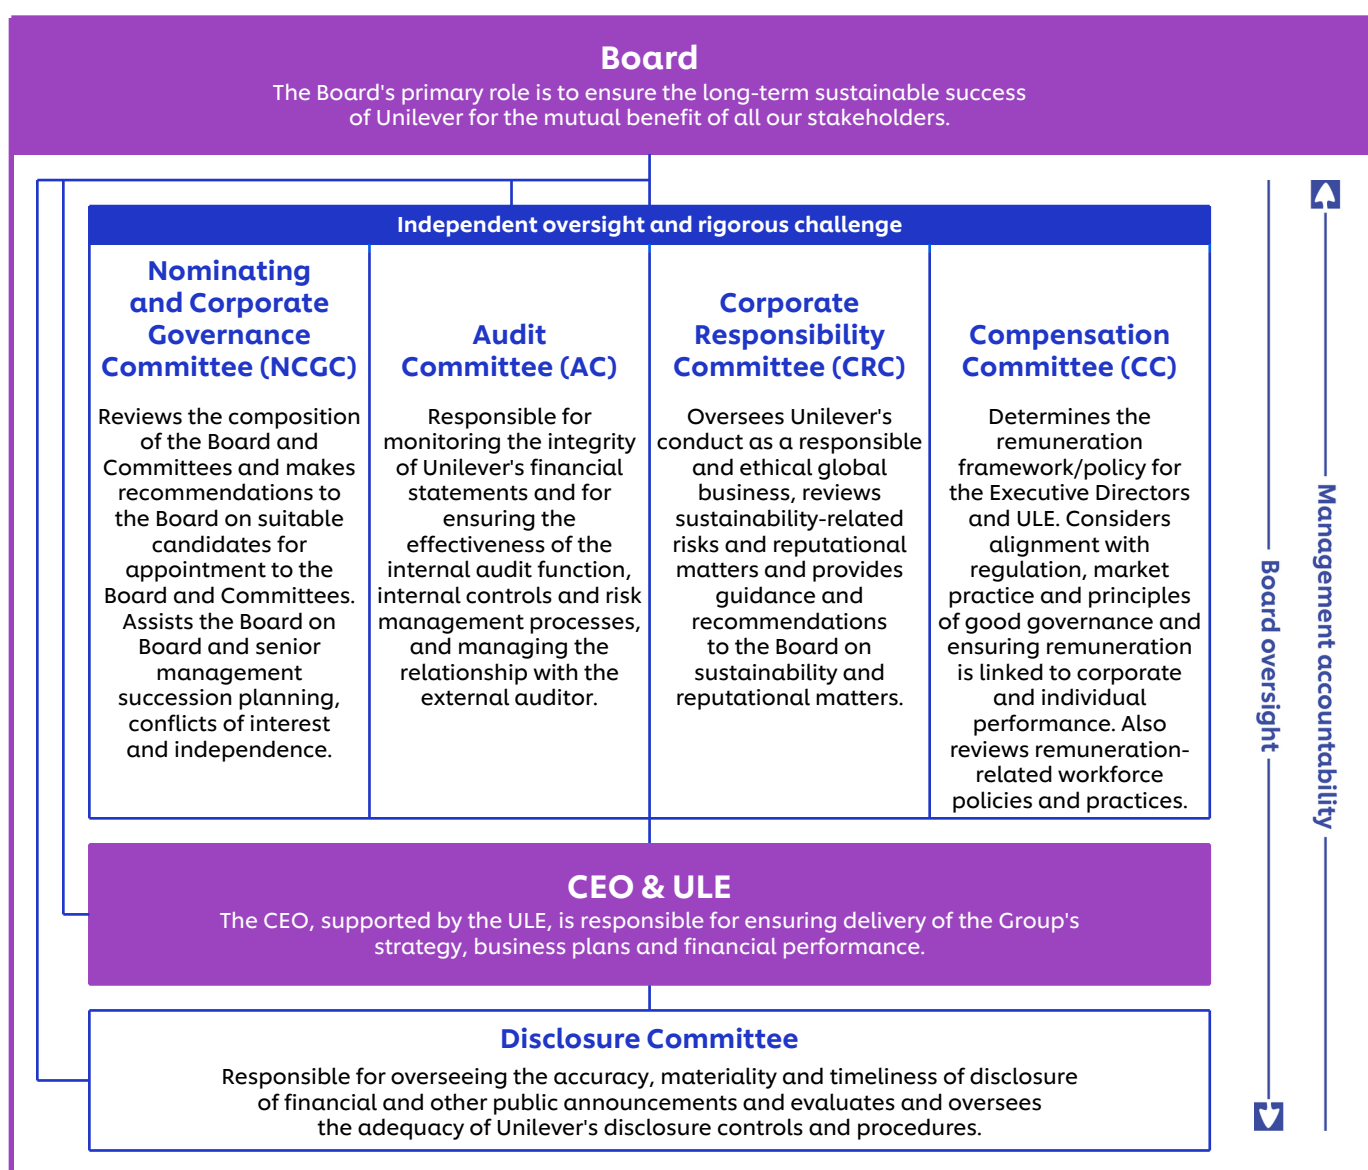 Board
The Board's primary role is to ensure the long-term sustainable success
of Unilever for the mutual benefit of all our stakeholders.
Independent oversight and rigorous challenge
Nominating
and Corporate
Governance
Committee (NCGC)
Reviews the composition
of the Board and
Committees and makes
recommendations to
the Board on suitable
candidates for
appointment to the
Board and Committees.
Assists the Board on
Board and senior
management
succession planning,
conflicts of interest
and independence.
Audit
Committee (AC)
Responsible for
monitoring the integrity
of Unilever's financial
statements and for
ensuring the
effectiveness of the
internal audit function,
internal controls and risk
management processes,
and managing the
relationship with the
external auditor.
Corporate
Responsibility
Committee (CRC)
Oversees Unilever's
conduct as a responsible
and ethical global
business, reviews
sustainability-related
risks and reputational
matters and provides
guidance and
recommendations
to the Board on
sustainability and
reputational matters.
Compensation
Committee (CC)
Determines the
remuneration
framework/policy for
the Executive Directors
and ULE. Considers
alignment with
regulation, market
practice and principles
of good governance and
ensuring remuneration
is linked to corporate
and individual
performance. Also
reviews remuneration-
related workforce
policies and practices.
Board oversight
Management accountability
CEO & ULE
The CEO, supported by the ULE, is responsible for ensuring delivery of the Group's
strategy, business plans and financial performance.
Disclosure Committee
Responsible for overseeing the accuracy, materiality and timeliness of disclosure
of financial and other public announcements and evaluates and oversees
the adequacy of Unilever's disclosure controls and procedures.